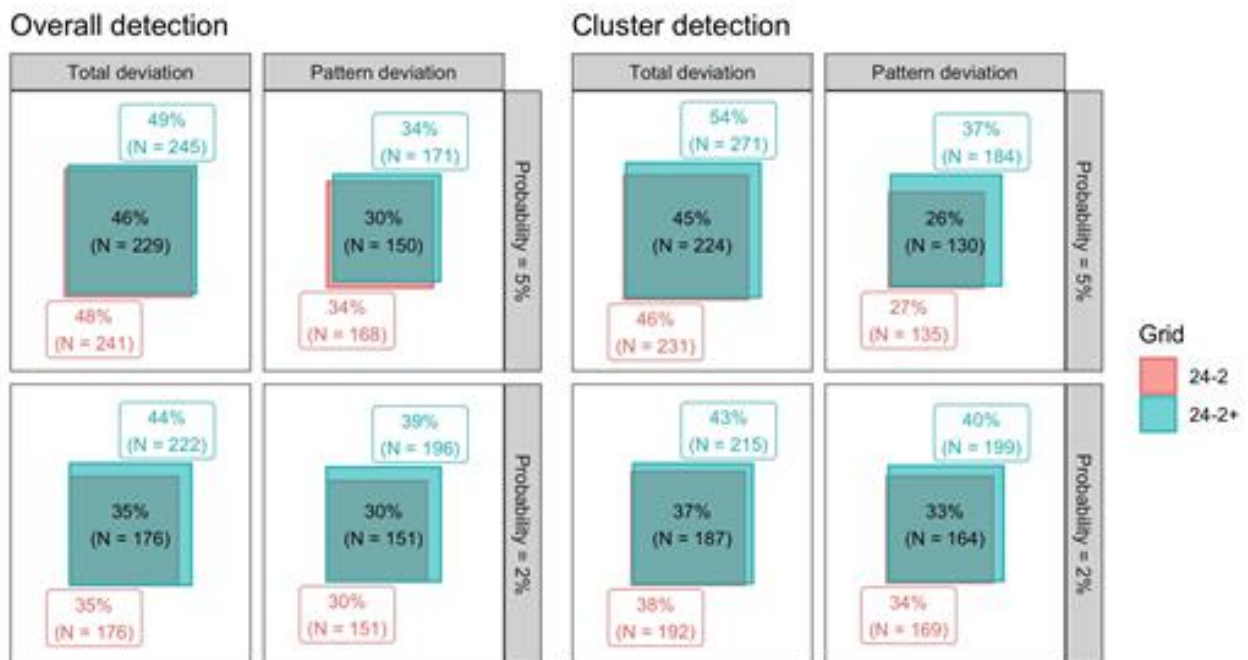 Overall detection
Cluster detection
Total deviation
Pattern deviation
Total deviation
Pattern deviation
49%
(N = 245)
46%
(N = 229)
48%
(N = 241)
34%
(N = 171)
30%
(N = 150)
34%
(N = 168)
Probability = 5%
54%
(N = 271)
45%
(N = 224)
46%
(N = 231)
37%
(N = 184)
26%
(N = 130)
27%
(N = 135)
Probability = 5%
44%
(N = 222)
35%
(N = 176)
35%
(N = 176)
39%
(N = 196)
30%
(N = 151)
30%
(N = 151)
Probability = 2%
43%
(N = 215)
37%
(N = 187)
38%
(N = 192)
40%
(N = 199)
33%
(N = 164)
34%
(N = 169)
Probability = 2%
Grid
24-2
24-2+